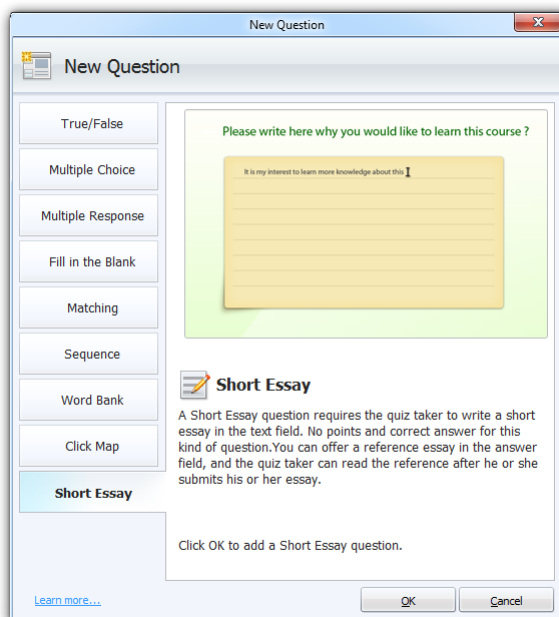 New Question
New Question
True/False
Multiple Choice
Multiple Response
Fill in the Blank
Matching
Sequence
Word Bank
Click Map
Short Essay
Please write here why you would like to learn this course ?
It is my interest to learn more knowledge about this
Short Essay
A Short Essay question requires the quiz taker to write a short
essay in the text field. No points and correct answer for this
kind of question.You can offer a reference essay in the answer
field, and the quiz taker can read the reference after he or she
submits his or her essay.
Click OK to add a Short Essay question.
Learn more...
OK
Cancel